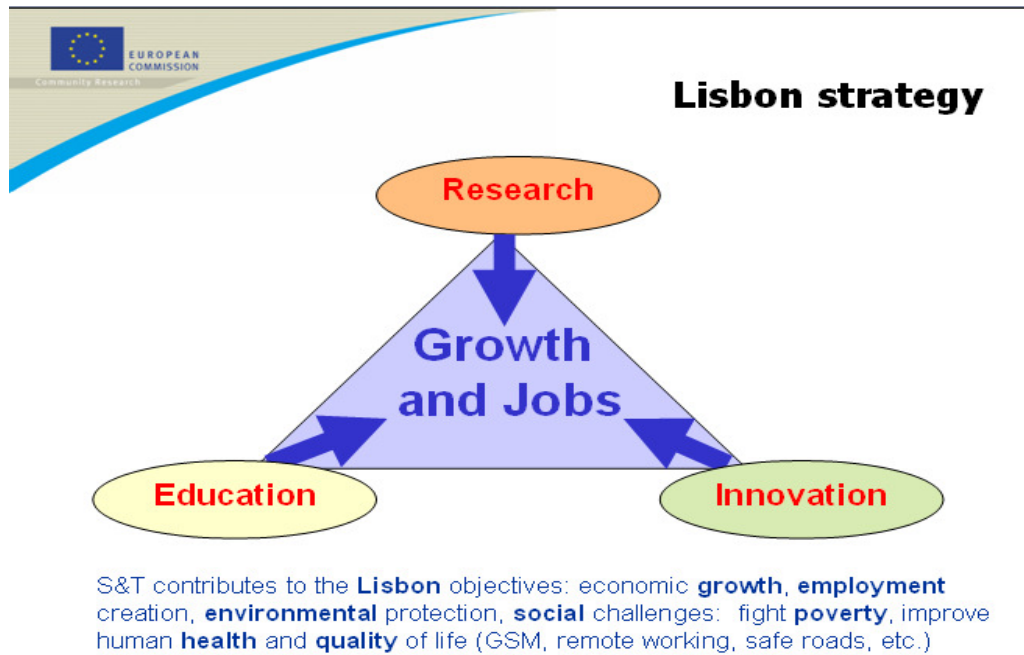 EUROPEAN
COMMISSION
Community Research
Lisbon strategy
Research
Growth
and Jobs
Education
Innovation
S&T contributes to the Lisbon objectives: economic growth, employment
creation, environmental protection, social challenges: fight poverty, improve
human health and quality of life (GSM, remote working, safe roads, etc.)